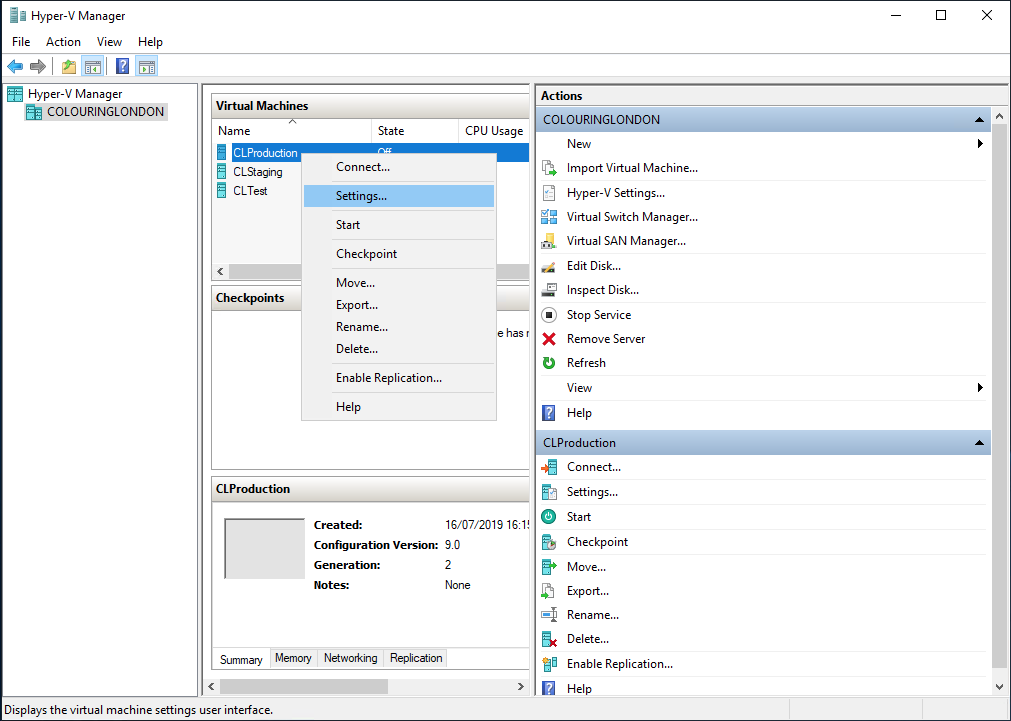 Hyper-V Manager
File Action View Help
Hyper-V Manager
COLOURINGLONDON
Virtual Machines
Name State CPU Usage
CLProduction Off
CLStaging
CLTest
Connect...
Settings...
Start
Checkpoint
Move...
Export...
Rename...
Delete...
Enable Replication...
Help
Checkpoints
e has
CLProduction
Created: 16/07/2019 16:15
Configuration Version: 9.0
Generation: 2
Notes: None
Summary Memory Networking Replication
Actions
COLOURINGLONDON
New
Import Virtual Machine...
Hyper-V Settings...
Virtual Switch Manager...
Virtual SAN Manager...
Edit Disk...
Inspect Disk...
Stop Service
Remove Server
Refresh
View
Help
CLProduction
Connect...
Settings...
Start
Checkpoint
Move...
Export...
Rename...
Delete...
Enable Replication...
Help
Displays the virtual machine settings user interface.